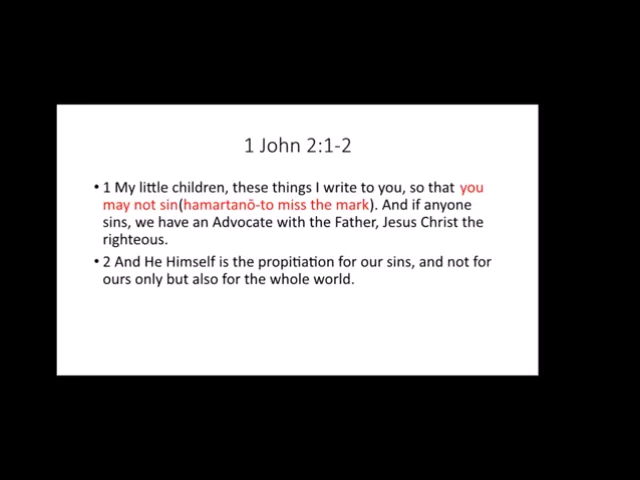 1 John 2:1-2
• 1 My little children, these things I write to you, so that you
may not sin(hamartanō-to miss the mark). And if anyone
sins, we have an Advocate with the Father, Jesus Christ the
righteous.
• 2 And He Himself is the propitiation for our sins, and not for
ours only but also for the whole world.